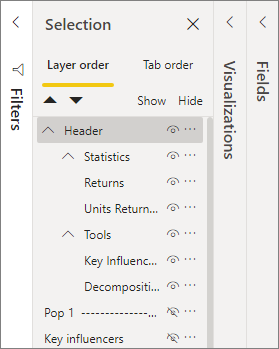 Selection
Layer order
Tab order
Show
Hide
Header
Statistics
Returns
Units Return...
Tools
Key Influenc...
Decompositi...
Pop 1 ---------------...
Key influencers
Filters
Visualizations
Fields